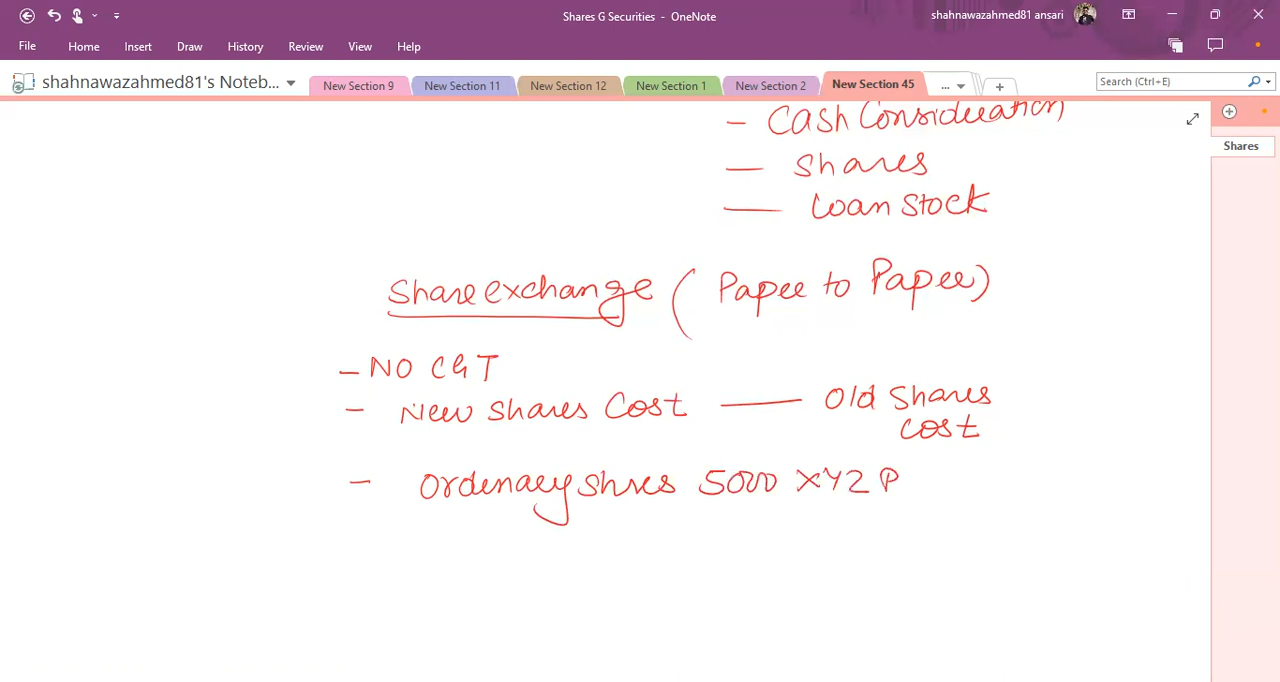 Shares G Securities - OneNote
shahnawazahmed81 ansari
File Home Insert Draw History Review View Help
shahnawazahmed81's Noteb...
New Section 9 New Section 11 New Section 12 New Section 1 New Section 2 New Section 45 ...
Search (Ctrl+E)
Shares
- Cash Consideration
- Shares
- Loan Stock
Share exchange (Paper to Paper)
- NO CGT
- New Shares Cost - Old Shares
Cost
- Ordenary Shres 5000 XYZ P